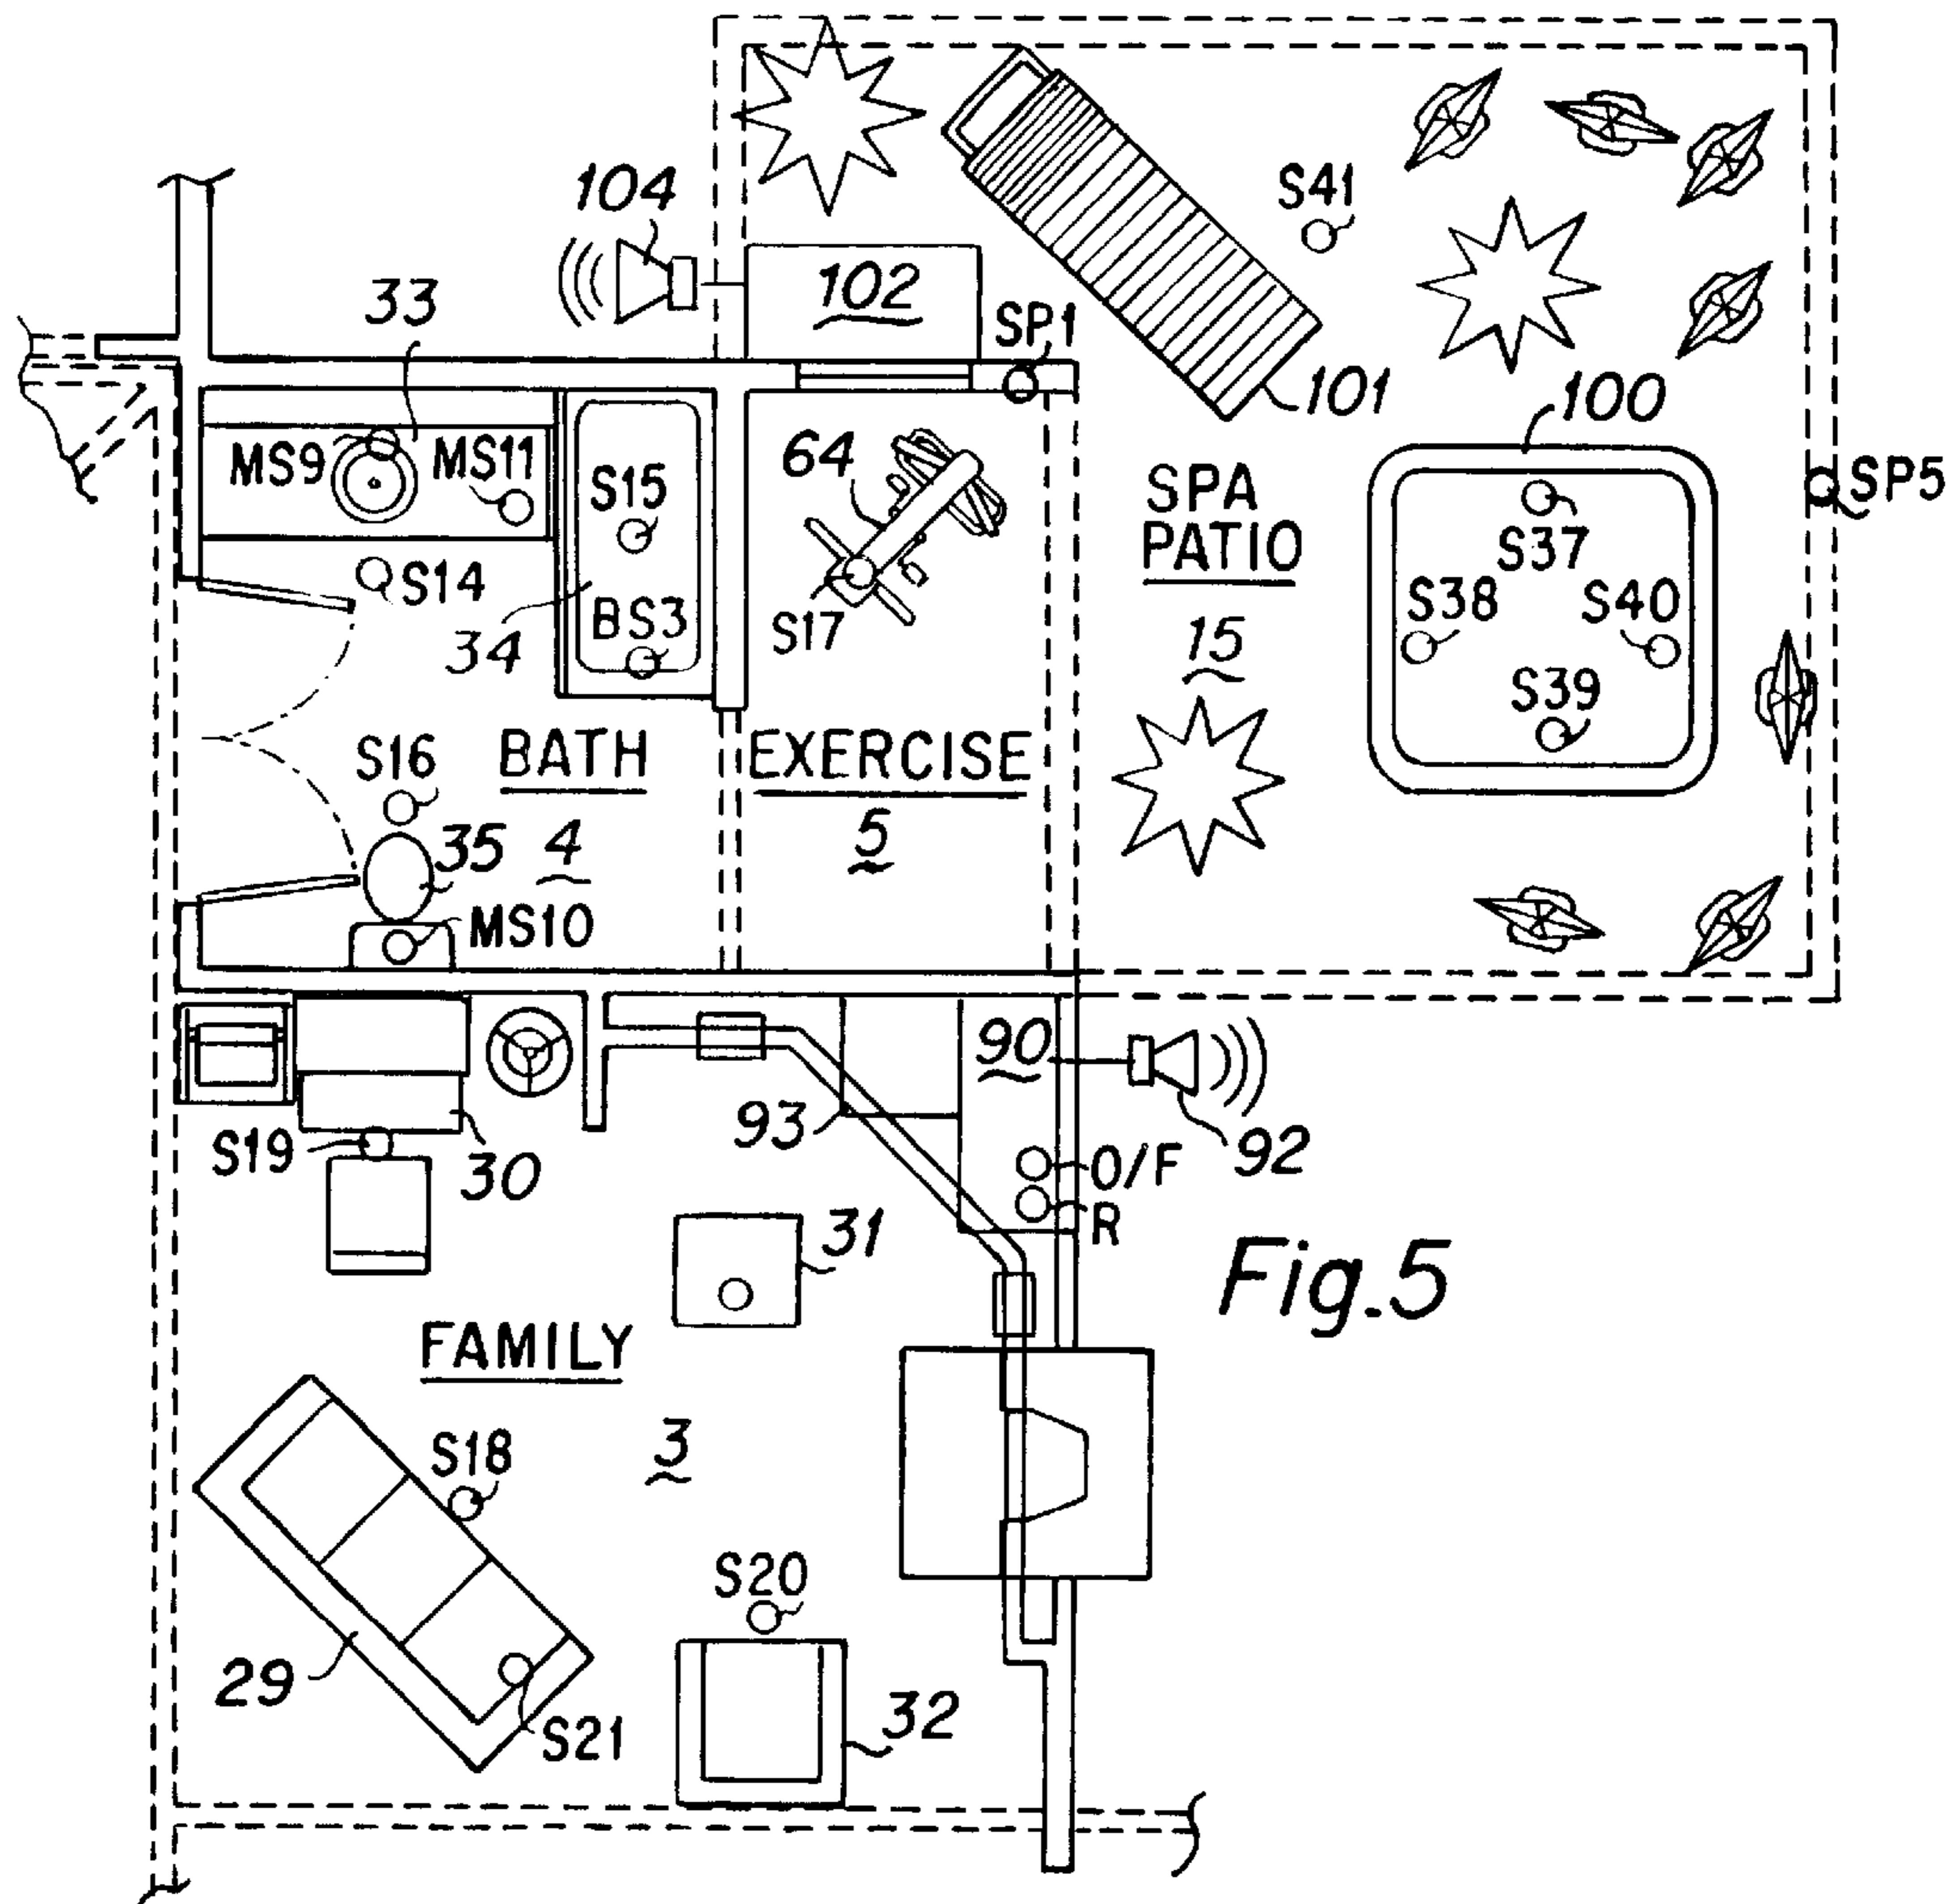 104
S41
33
102
SP1
101
100
MS9
MS11
S15
64
SPA
PATIO
S37
SP5
S14
34
BS3
S17
15
S38
S40
S39
S16
BATH
EXERCISE
35
4
5
MS10
90
93
92
S19
30
O/F
R
31
Fig.5
FAMILY
S18
3
S20
29
S21
32